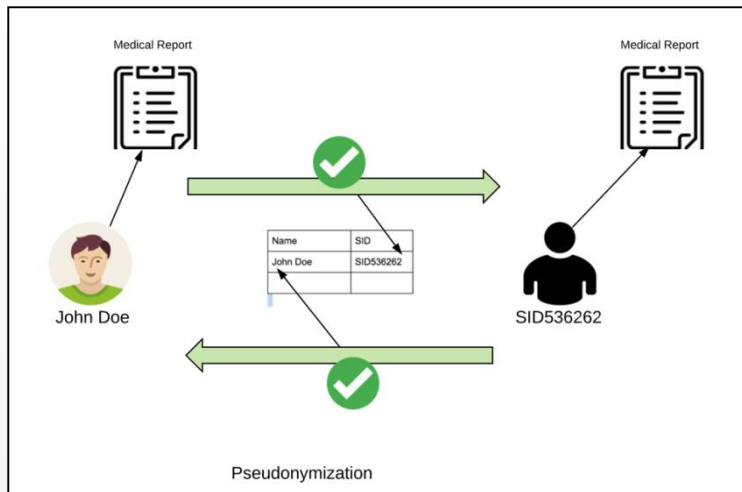 Medical Report
Medical Report
Name SID
John Doe SID536262
John Doe
SID536262
Pseudonymization